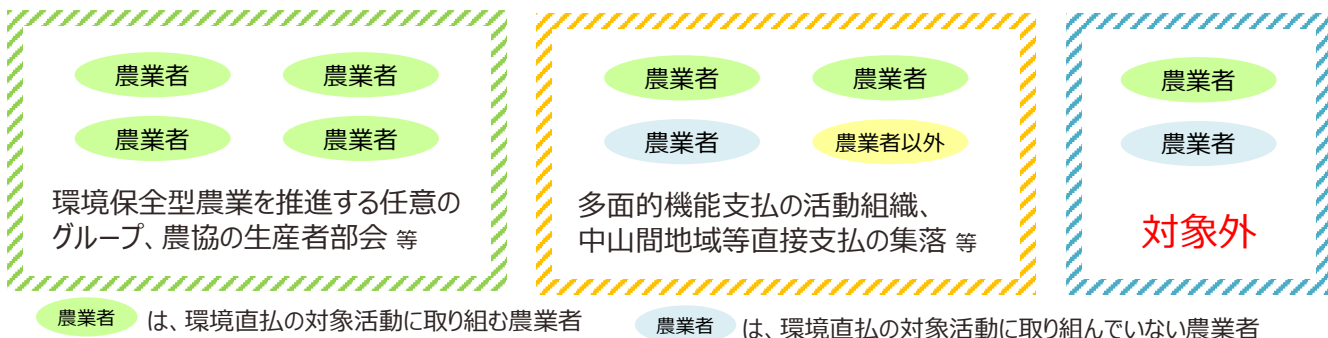 農業者 農業者
農業者 農業者
環境保全型農業を推進する任意の
グループ、農協の生産者部会 等
農業者 農業者
農業者 農業者以外
多面的機能支払の活動組織、
中山間地域等直接支払の集落 等
農業者
農業者
対象外
農業者 は、環境直払の対象活動に取り組む農業者
農業者 は、環境直払の対象活動に取り組んでいない農業者